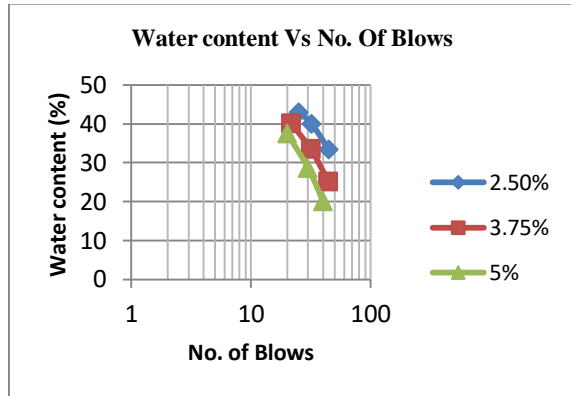 Water content Vs No. Of Blows
50
40
30
20
10
0
Water content (%)
1 10 100
No. of Blows
2.50%
3.75%
5%